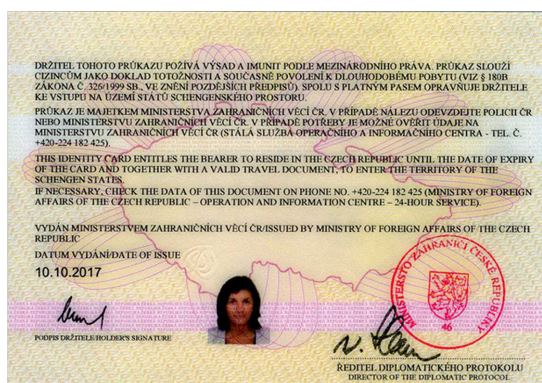 DRŽITEL TOHOTO PRŮKAZU POŽÍVÁ VÝSAD A IMUNIT PODLE MEZINÁRODNÍHO PRÁVA. PRŮKAZ SLOUŽÍ
CIZINCŮM JAKO DOKLAD TOTOŽNOSTI A SOUČASNĚ POVOLENÍ K DLOUHODOBÉMU POBYTU (VIZ § 180B
ZÁKONA Č. 326/1999 SB., VE ZNĚNÍ POZDĚJŠÍCH PŘEDPISŮ). SPOLU S PLATNÝM PASEM OPRAVŇUJE DRŽITELE
KE VSTUPU NA ÚZEMÍ STÁTŮ SCHENGENSKÉHO PROSTORU.
PRŮKAZ JE MAJETKEM MINISTERSTVA ZAHRANIČNÍCH VĚCÍ ČR, V PŘÍPADĚ NÁLEZU ODEVZDEJTE POLICII ČR
NEBO MINISTERSTVU ZAHRANIČNÍCH VĚCÍ ČR. V PŘÍPADĚ POTŘEBY JE MOŽNÉ OVĚŘIT ÚDAJE NA
MINISTERSTVU ZAHRANIČNÍCH VĚCÍ ČR (STÁLÁ SLUŽBA OPERAČNÍHO A INFORMAČNÍHO CENTRA - TEL. Č.
+420-224 182 425).
THIS IDENTITY CARD ENTITLES THE BEARER TO RESIDE IN THE CZECH REPUBLIC UNTIL THE DATE OF EXPIRY
OF THE CARD AND TOGETHER WITH A VALID TRAVEL DOCUMENT, TO ENTER THE TERRITORY OF THE
SCHENGEN STATES.
IF NECESSARY, CHECK THE DATA OF THIS DOCUMENT ON PHONE NO. +420-224 182 425 (MINISTRY OF FOREIGN
AFFAIRS OF THE CZECH REPUBLIC – OPERATION AND INFORMATION CENTRE – 24-HOUR SERVICE).
VYDÁN MINISTERSTVEM ZAHRANIČNÍCH VĚCÍ ČR/ISSUED BY MINISTRY OF FOREIGN AFFAIRS OF THE CZECH
REPUBLIC
DATUM VYDÁNÍ/DATE OF ISSUE
10.10.2017
MINISTERSTVO ZAHRANIČÍ ČESKÉ REPUBLIKY
46
PODPIS DRŽITELE/HOLDER'S SIGNATURE
ŘEDITEL DIPLOMATICKÉHO PROTOKOLU
DIRECTOR OF THE DIPLOMATIC PROTOCOL